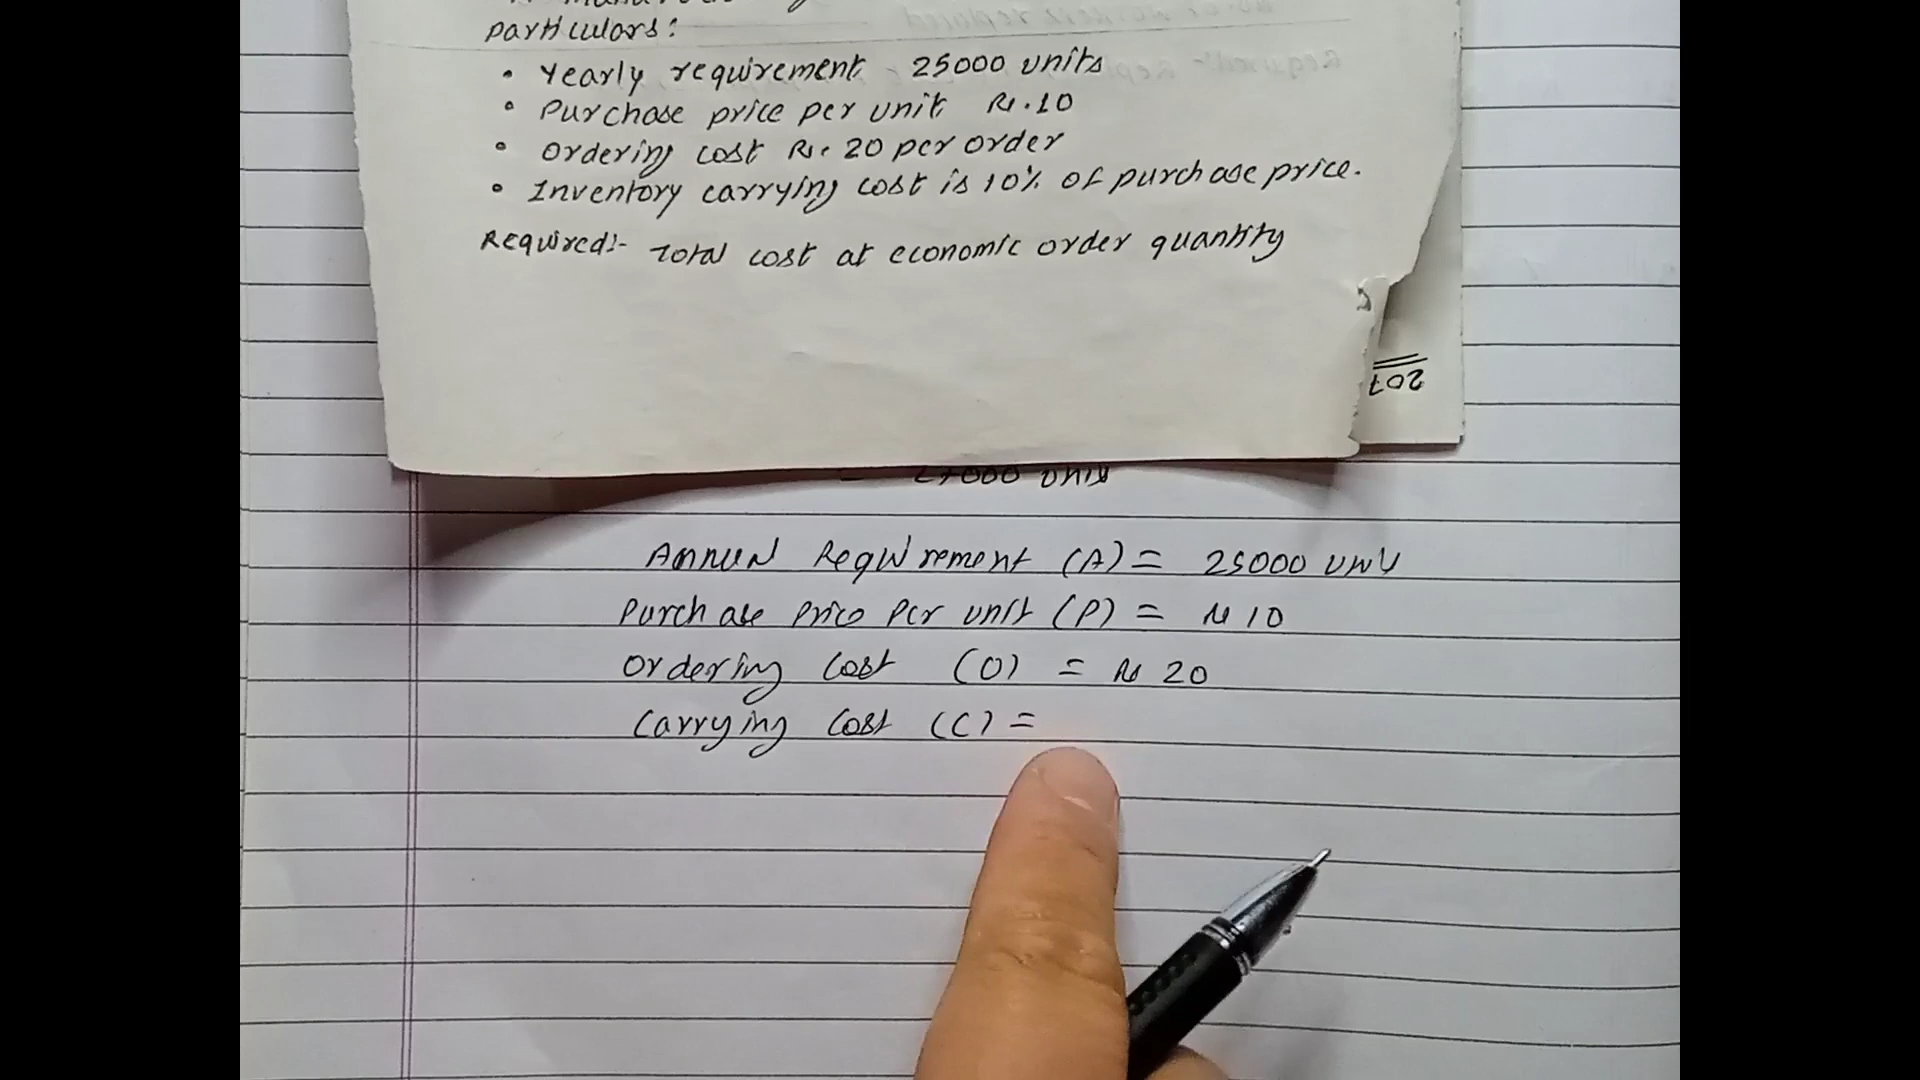 particulars:
• Yearly requirement 25000 units
• Purchase price per unit Rs.10
• Ordering cost Rs. 20 per order
• Inventory carrying cost is 10% of purchase price.
Required:- Total cost at economic order quantity
207
Annual Requirement (A) = 25000 unit
Purchase price per unit (P) = Rs 10
Ordering cost (O) = Rs 20
Carrying cost (C) =